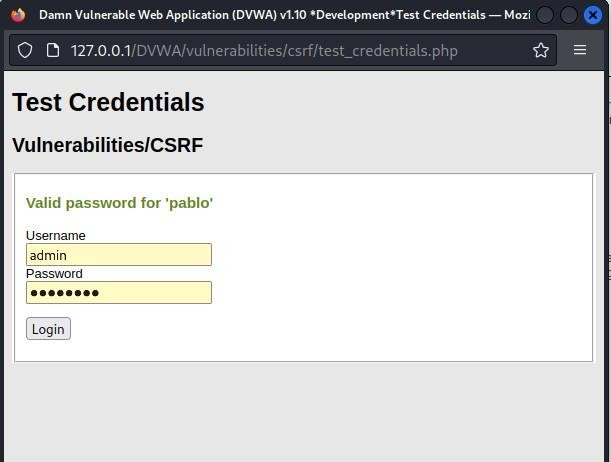 Damn Vulnerable Web Application (DVWA) v1.10 *Development*Test Credentials — Mozi
127.0.0.1/DVWA/vulnerabilities/csrf/test_credentials.php
Test Credentials
Vulnerabilities/CSRF
Valid password for 'pablo'
Username
admin
Password
●●●●●●●●
Login